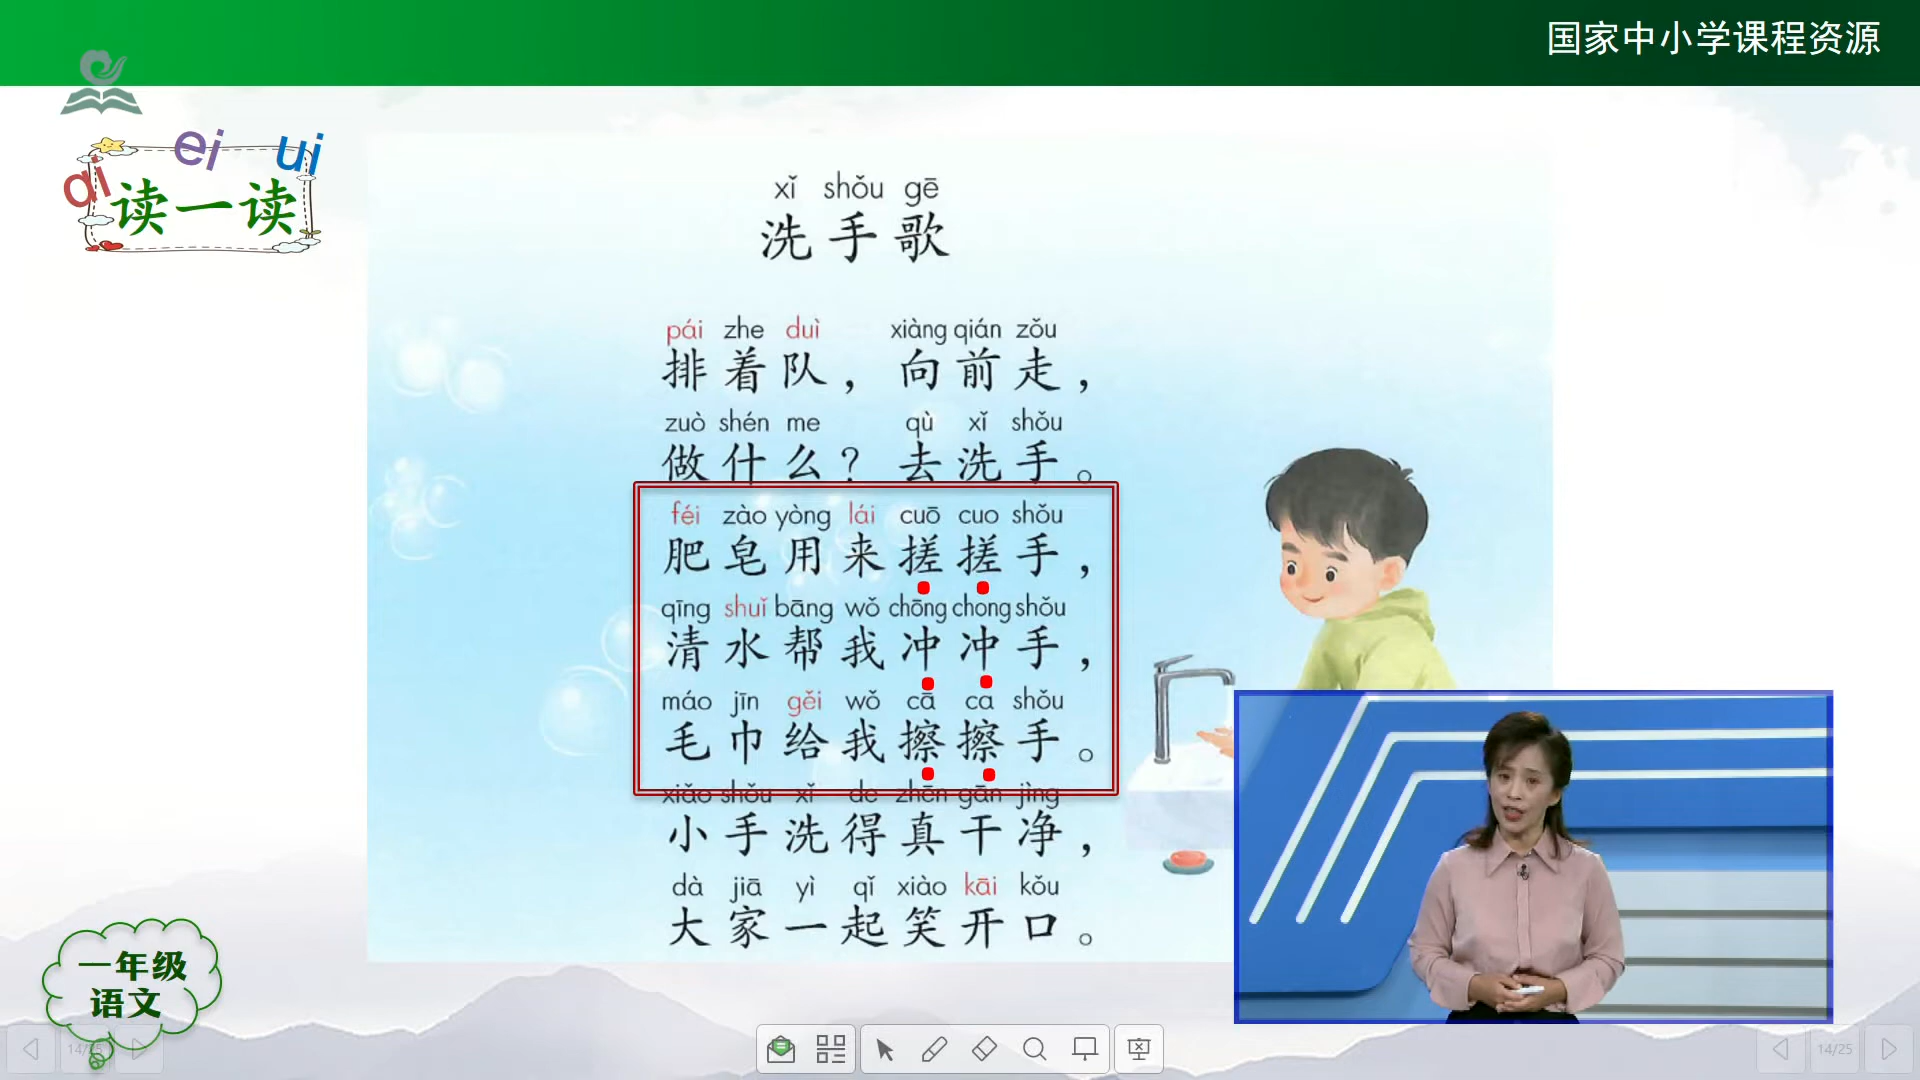 国家中小学课程资源
ɑi ei ui
读一读
xǐ shǒu gē
洗手歌
pái zhe duì xiàng qián zǒu
排着队，向前走，
zuò shén me qù xǐ shǒu
做什么？去洗手。
féi zào yòng lái cuō cuo shǒu
肥皂用来搓搓手，
qīng shuǐ bāng wǒ chōng chong shǒu
清水帮我冲冲手，
máo jīn gěi wǒ cā ca shǒu
毛巾给我擦擦手。
xiǎo shǒu xǐ de zhēn gān jìng
小手洗得真干净，
dà jiā yì qǐ xiào kāi kǒu
大家一起笑开口。
一年级
语文
14/25
14/25